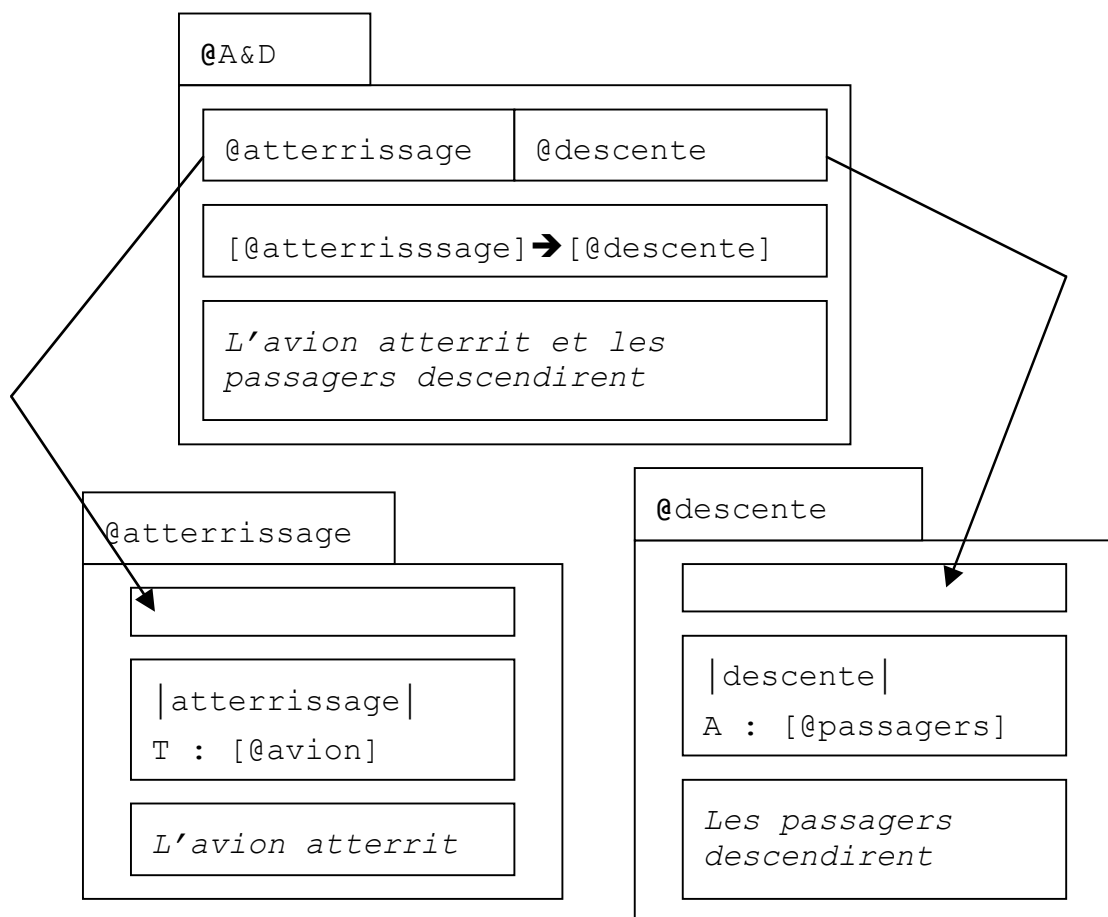 @A&D
@atterrissage @descente
[@atterrisssage]➔[@descente]
L’avion atterrit et les
passagers descendirent
@atterrissage
|atterrissage|
T : [@avion]
L’avion atterrit
@descente
|descente|
A : [@passagers]
Les passagers
descendirent